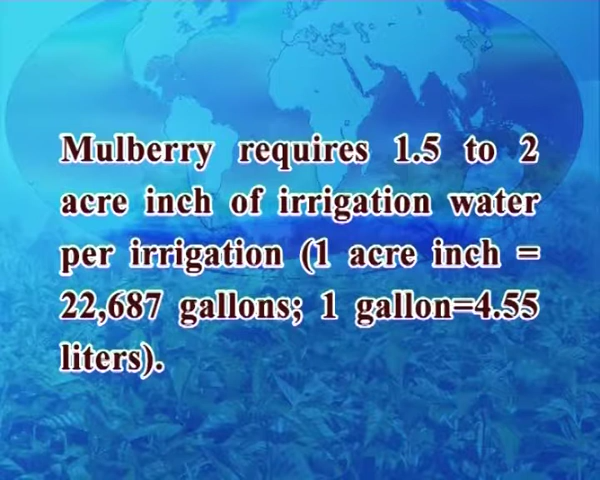 Mulberry requires 1.5 to 2
acre inch of irrigation water
per irrigation (1 acre inch =
22,687 gallons; 1 gallon=4.55
liters).